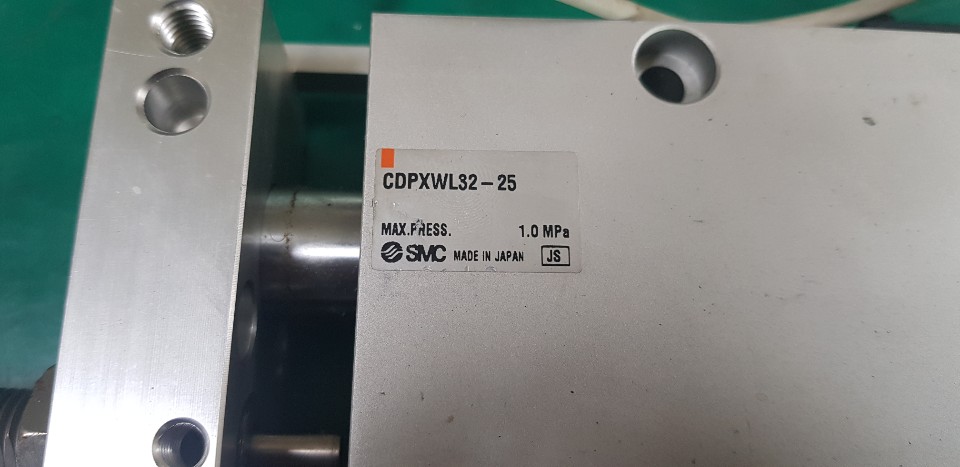 CDPXWL32-25
MAX.PRESS. 1.0 MPa
SMC MADE IN JAPAN JS